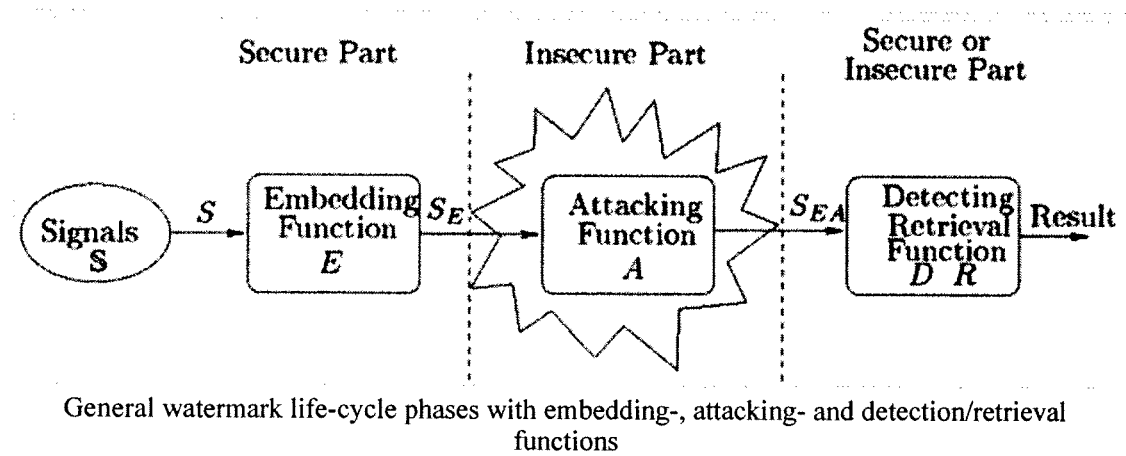 Secure Part
Insecure Part
Secure or
Insecure Part
Signals
𝕊
S
Embedding
Function
E
S_E
Attacking
Function
A
S_EA
Detecting
Retrieval
Function
D R
Result
General watermark life-cycle phases with embedding-, attacking- and detection/retrieval
functions